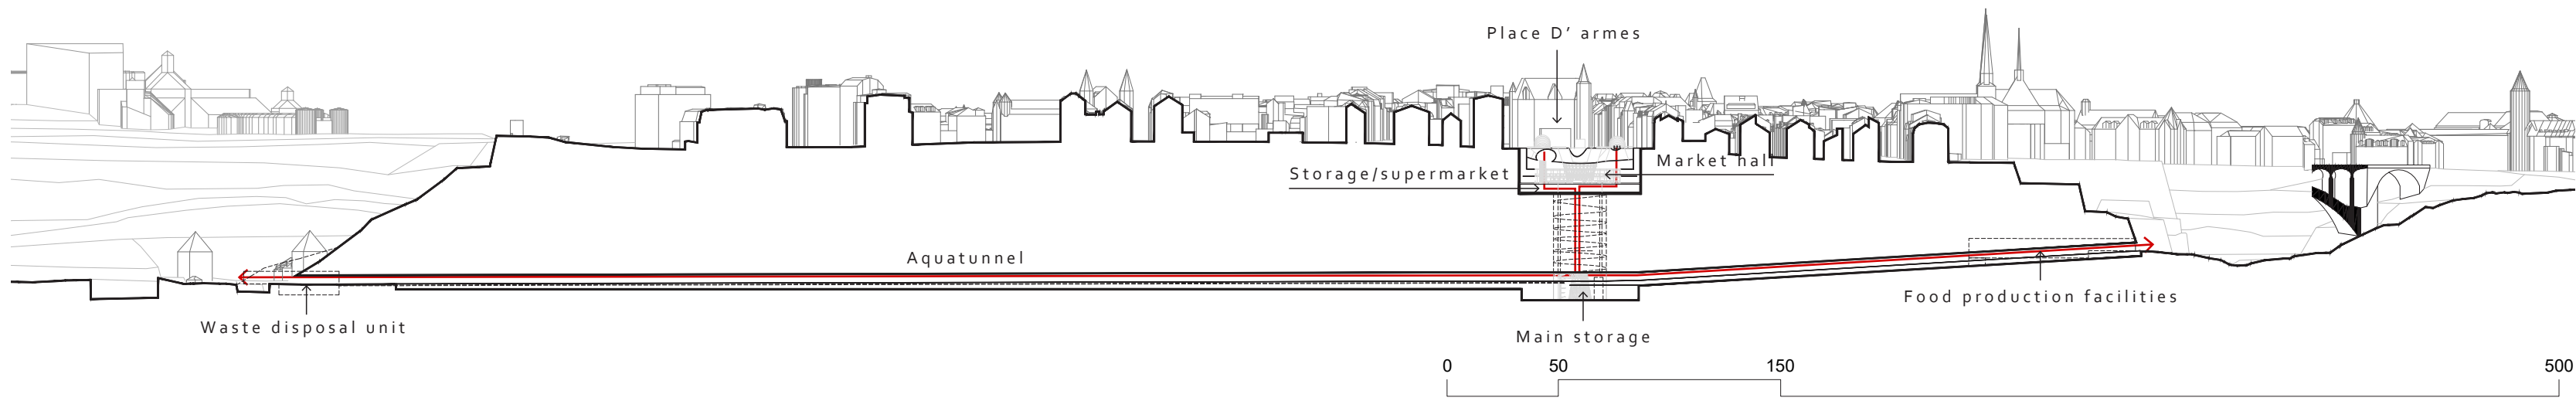 Place D' armes
Market hall
Storage/supermarket
Aquatunnel
Food production facilities
Waste disposal unit
Main storage
0 50 150 500